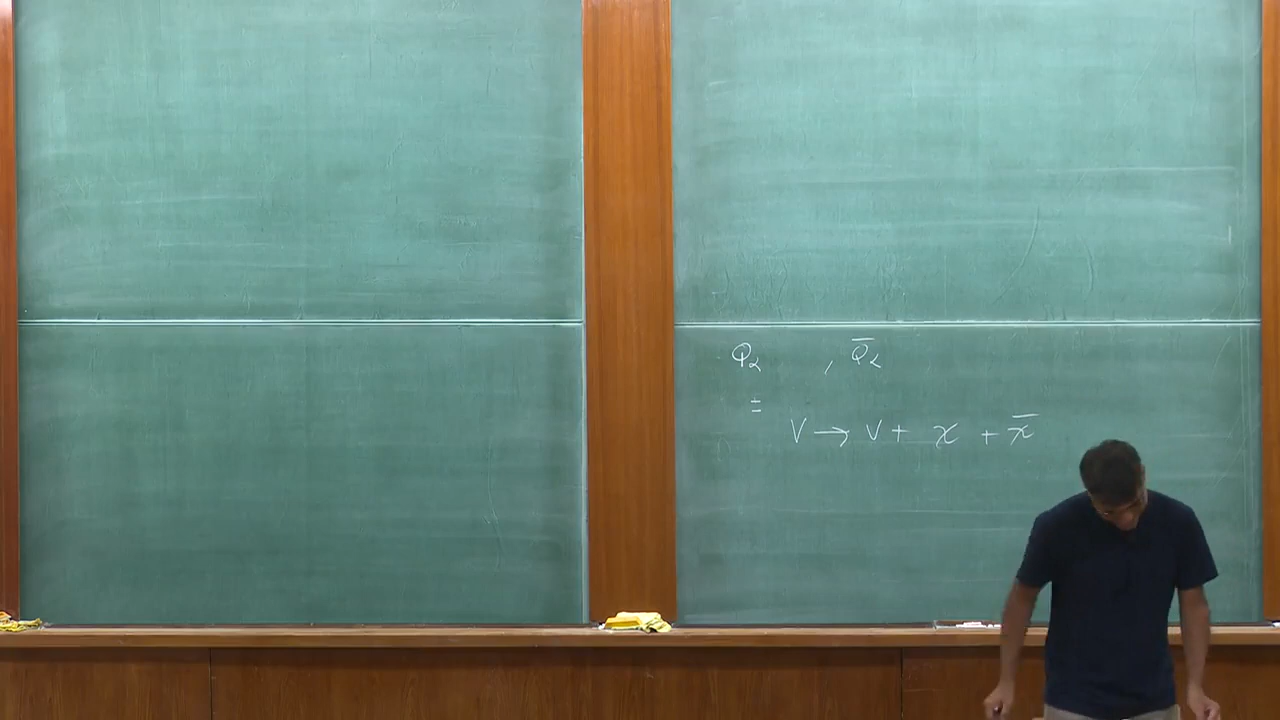 Q_α , Q̄_α
=
V → V + χ + χ̄